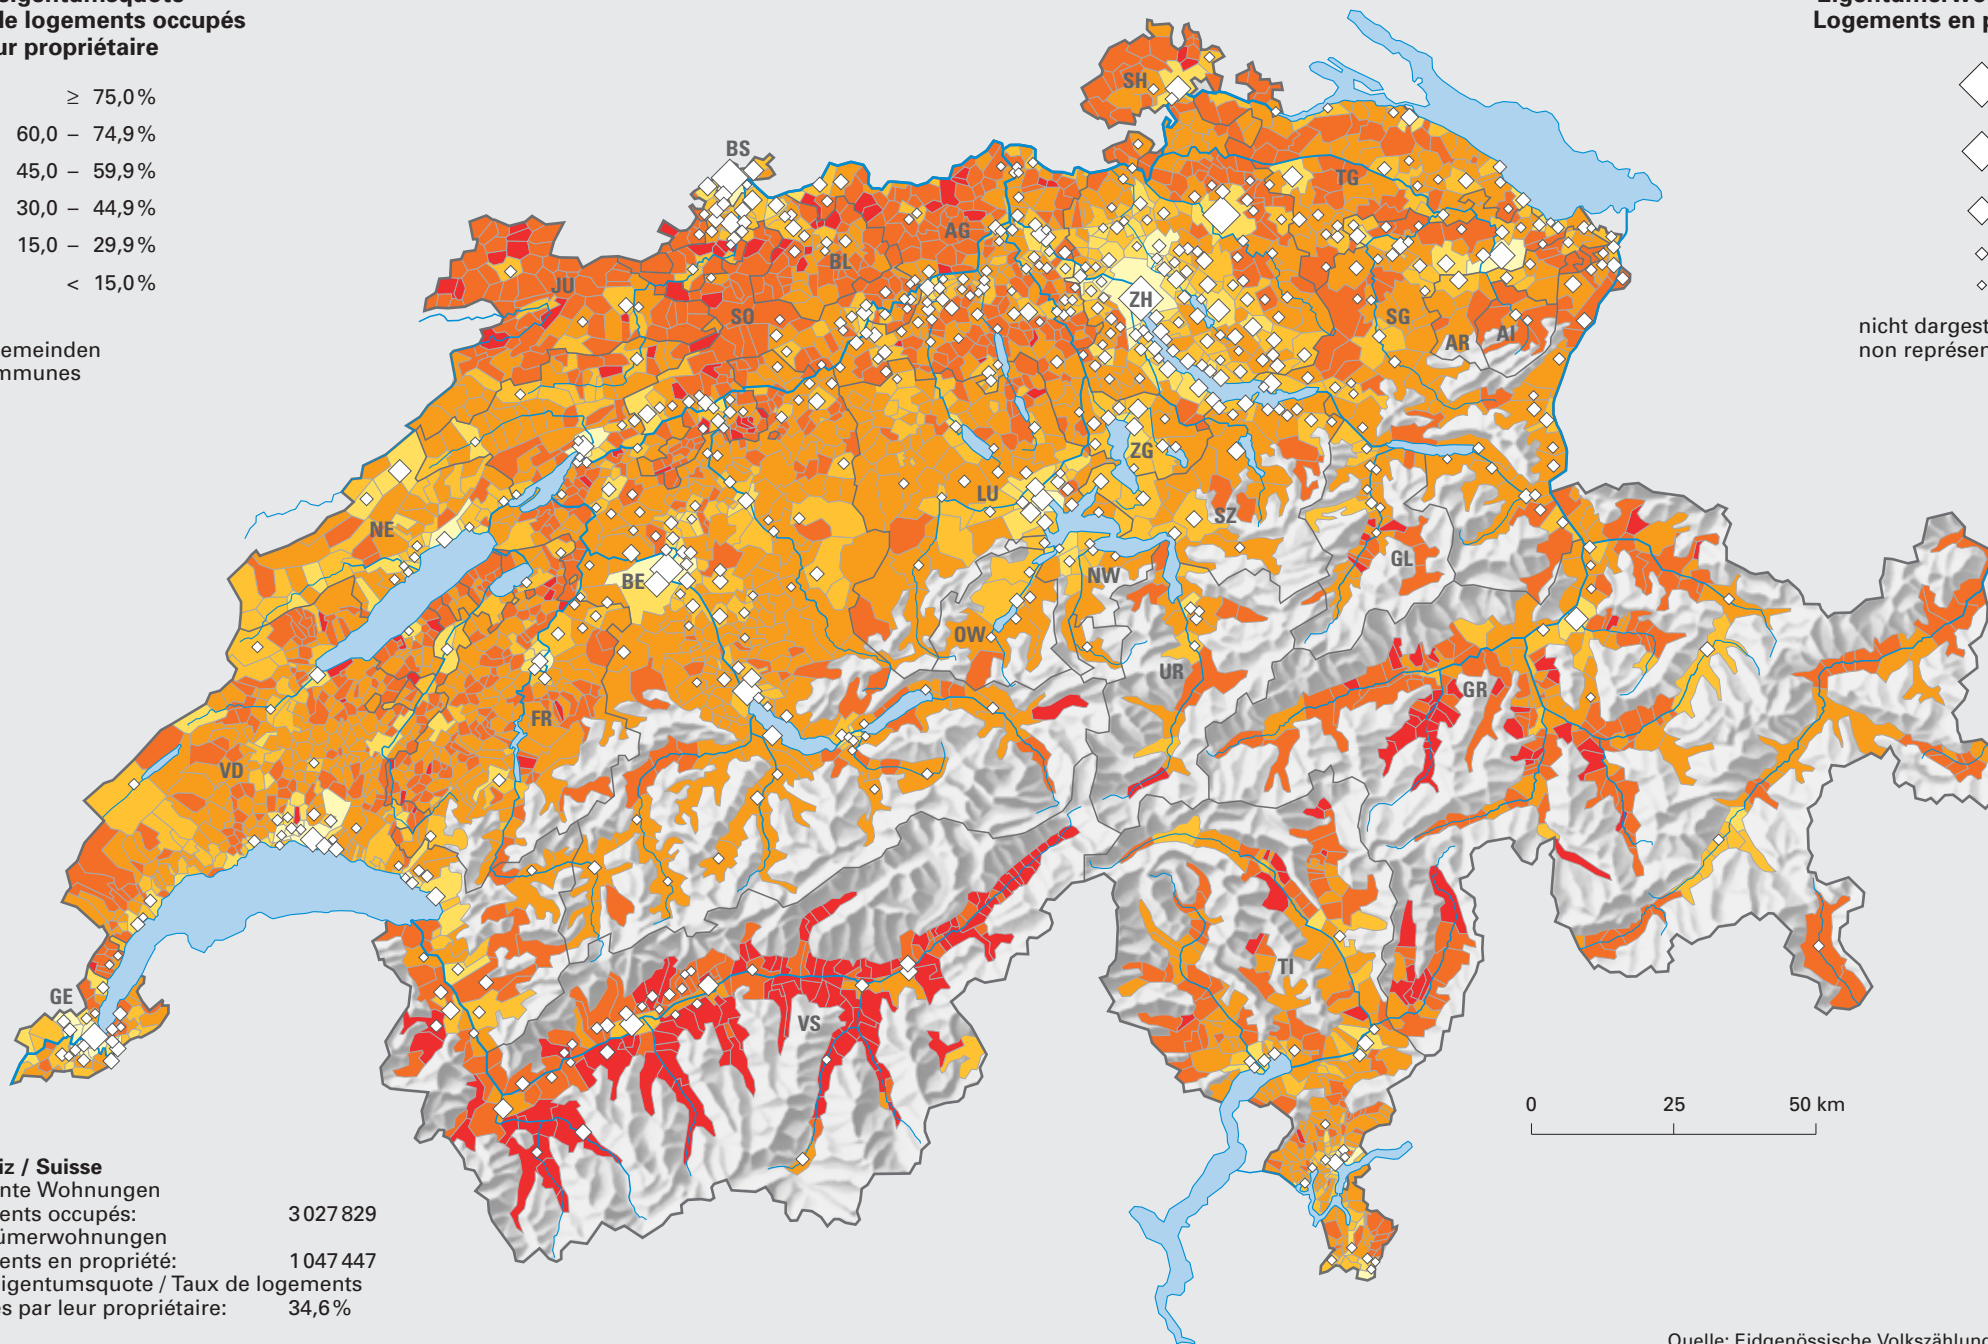 de logements occupés
ur propriétaire
≥ 75,0%
60,0 – 74,9%
45,0 – 59,9%
30,0 – 44,9%
15,0 – 29,9%
< 15,0%
emeinden
nmunes
Logements en p
nicht dargest
non représen
SH
BS
TG
AG
BL
JU
ZH
SO
SG
AR
AI
ZG
LU
NE
SZ
GL
BE
NW
OW
UR
GR
FR
VD
TI
GE
VS
0 25 50 km
iz / Suisse
nte Wohnungen
ents occupés: 3 027 829
ümerwohnungen
ents en propriété: 1 047 447
eigentumsquote / Taux de logements
és par leur propriétaire: 34,6%
Quelle: Eidgenössische Volkszählung